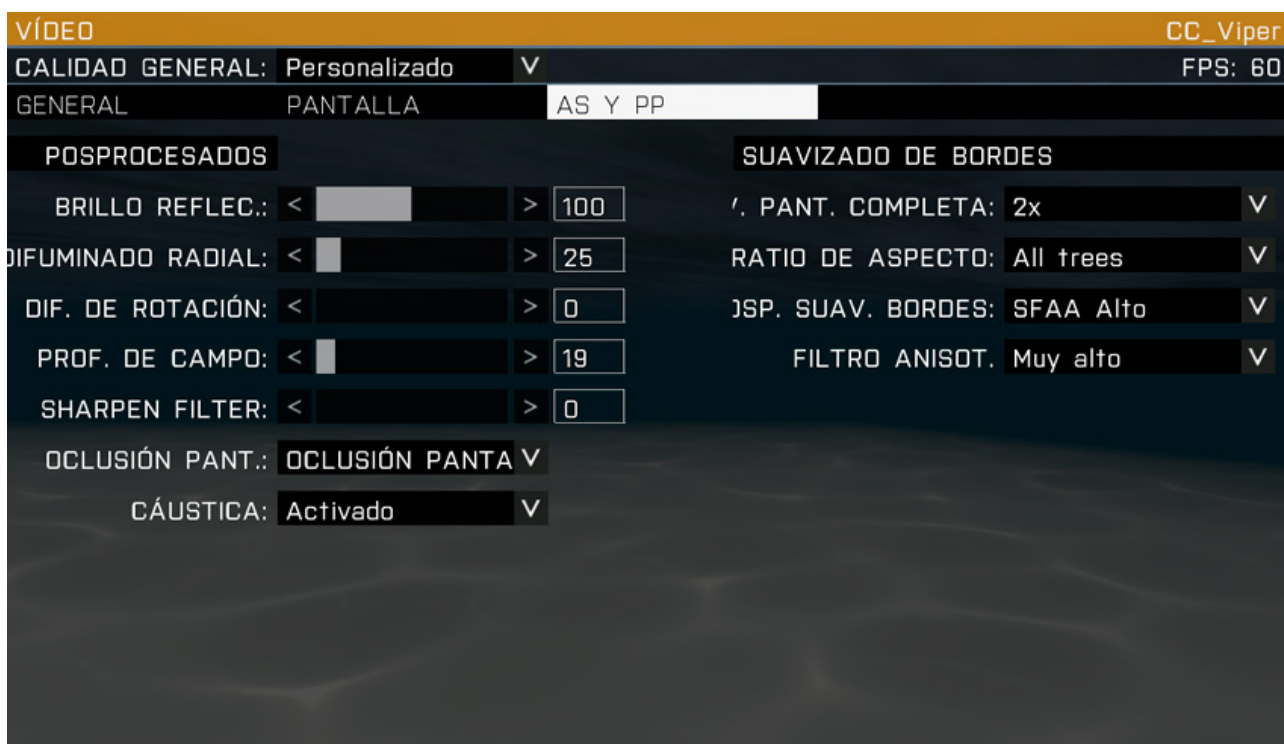 VÍDEO CC_Viper
CALIDAD GENERAL: Personalizado V FPS: 60
GENERAL PANTALLA AS Y PP
POSPROCESADOS
BRILLO REFLEC.: < > 100
DIFUMINADO RADIAL: < > 25
DIF. DE ROTACIÓN: < > 0
PROF. DE CAMPO: < > 19
SHARPEN FILTER: < > 0
OCLUSIÓN PANT.: OCLUSIÓN PANTA V
CÁUSTICA: Activado V
SUAVIZADO DE BORDES
. PANT. COMPLETA: 2x V
RATIO DE ASPECTO: All trees V
SP. SUAV. BORDES: SFAA Alto V
FILTRO ANISOT. Muy alto V